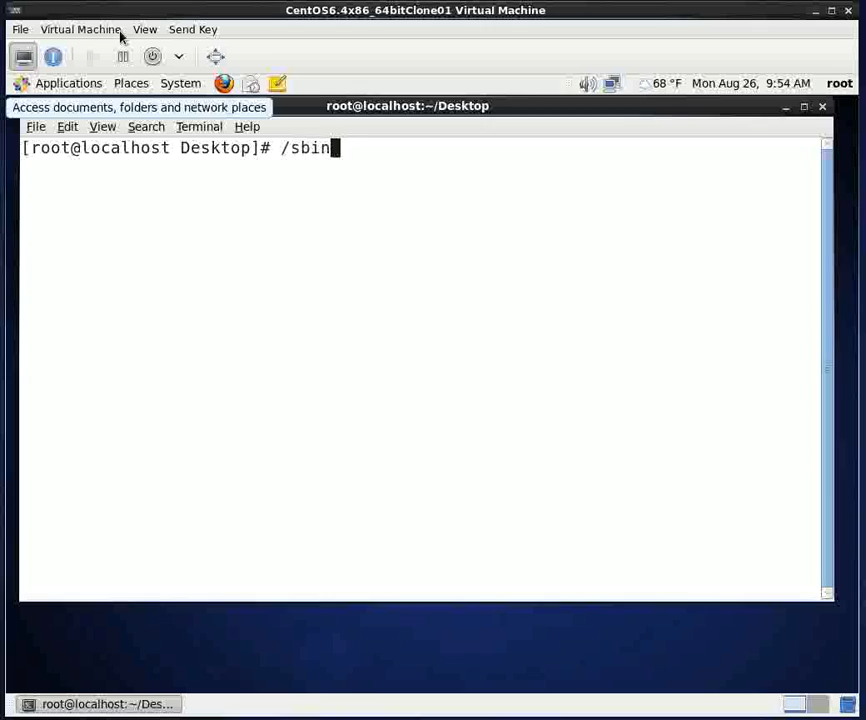 CentOS6.4x86_64bitClone01 Virtual Machine
File Virtual Machine View Send Key
Applications Places System 68 °F Mon Aug 26, 9:54 AM root
Access documents, folders and network places
root@localhost:~/Desktop
File Edit View Search Terminal Help
[root@localhost Desktop]# /sbin
root@localhost:~/Des...